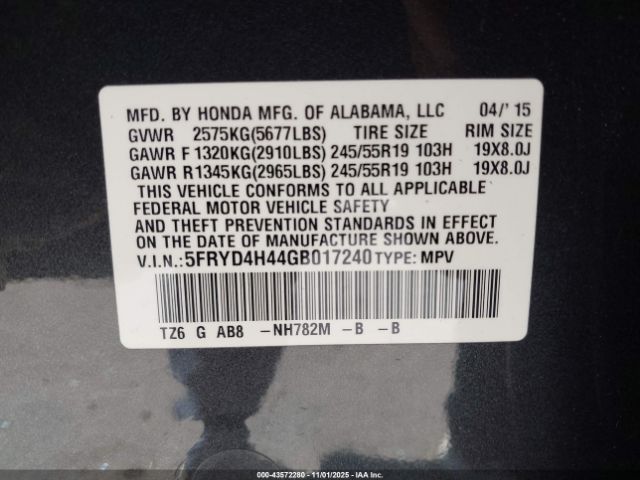 MFD. BY HONDA MFG. OF ALABAMA, LLC 04/' 15
GVWR 2575KG(5677LBS) TIRE SIZE RIM SIZE
GAWR F 1320KG(2910LBS) 245/55R19 103H 19X8.0J
GAWR R 1345KG(2965LBS) 245/55R19 103H 19X8.0J
THIS VEHICLE CONFORMS TO ALL APPLICABLE
FEDERAL MOTOR VEHICLE SAFETY
AND THEFT PREVENTION STANDARDS IN EFFECT
ON THE DATE OF MANUFACTURE SHOWN ABOVE.
V.I.N.: 5FRYD4H44GB017240 TYPE: MPV
TZ6 G AB8 -NH782M -B -B
000-43572280 - 11/01/2025 - IAAI Inc.